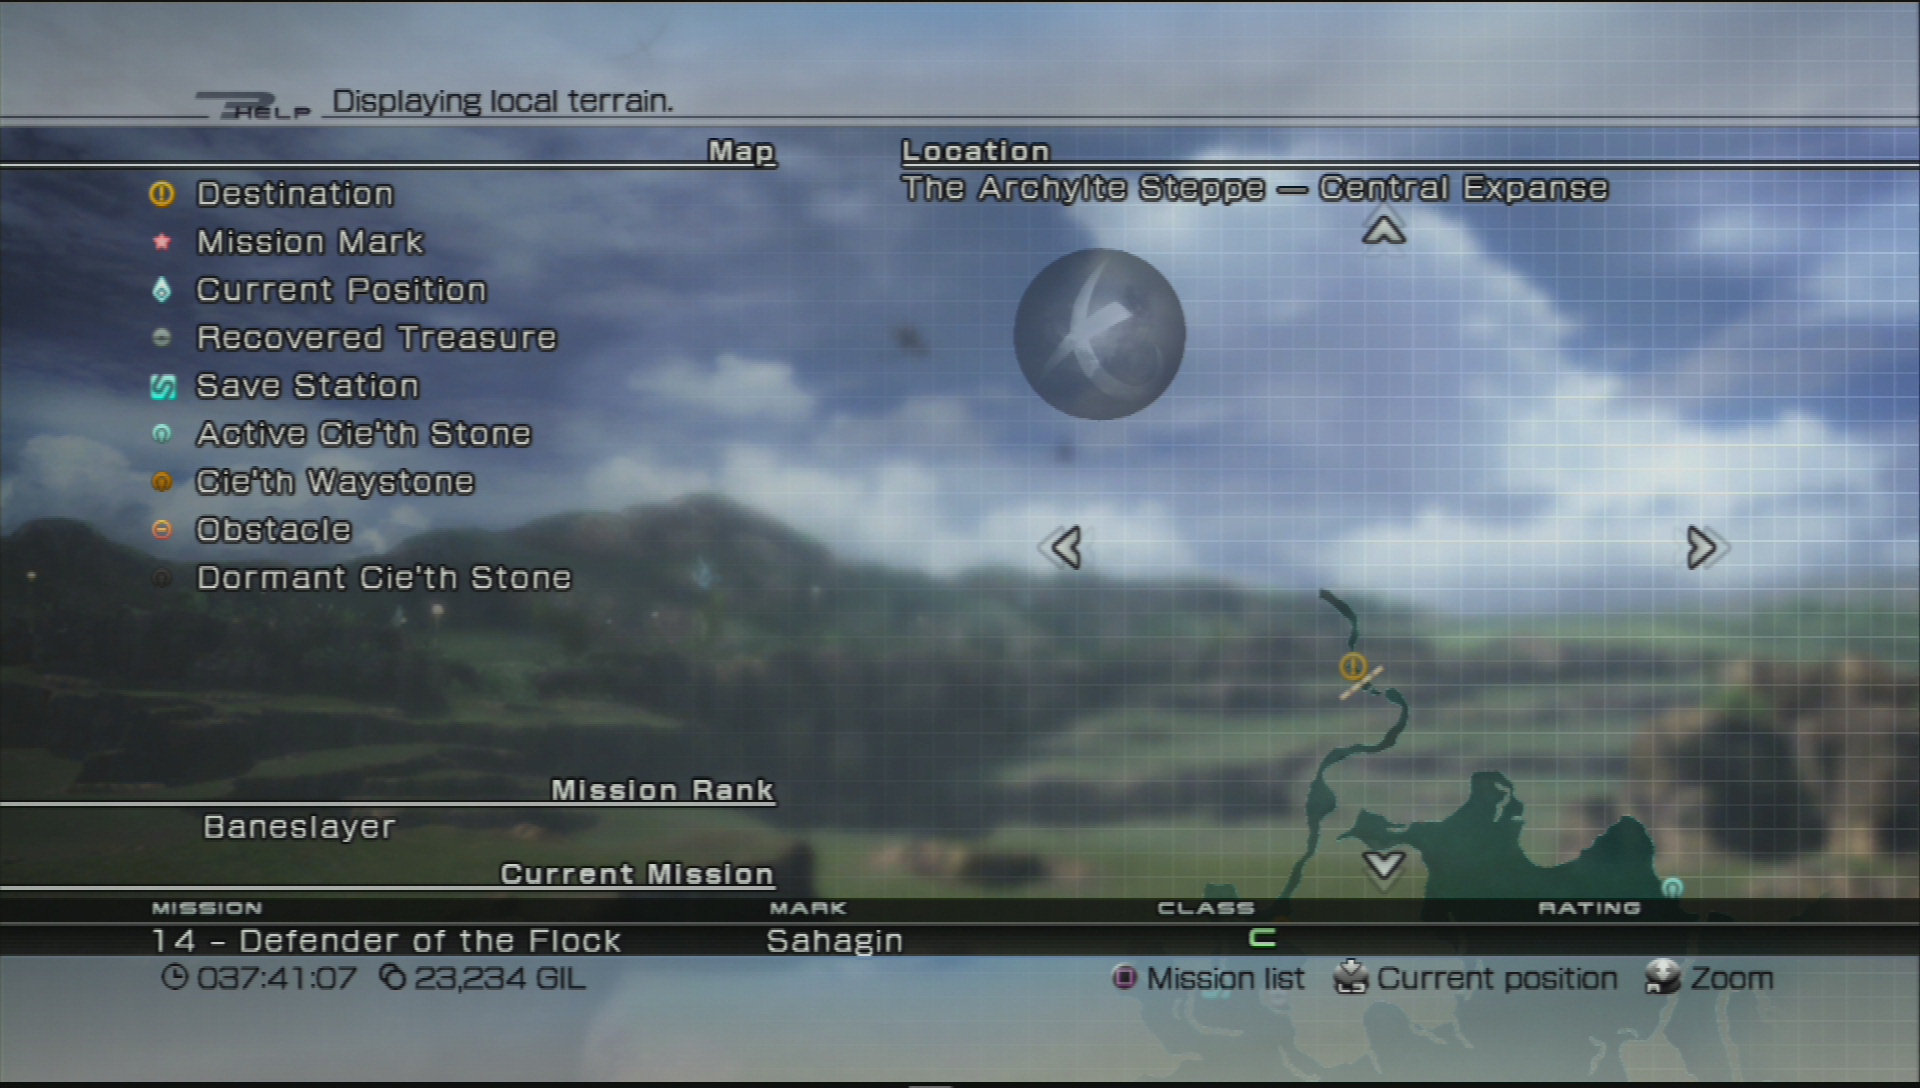 HELP Displaying local terrain.
Map
Location
The Archylte Steppe — Central Expanse
Destination
Mission Mark
Current Position
Recovered Treasure
Save Station
Active Cie'th Stone
Cie'th Waystone
Obstacle
Dormant Cie'th Stone
Mission Rank
Baneslayer
Current Mission
MISSION MARK CLASS RATING
14 – Defender of the Flock Sahagin C
037:41:07 23,234 GIL
Mission list L3 Current position R Zoom